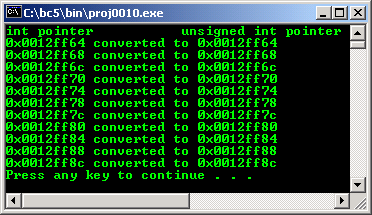 C:\bc5\bin\proj0010.exe
int pointer unsigned int pointer
0x0012ff64 converted to 0x0012ff64
0x0012ff68 converted to 0x0012ff68
0x0012ff6c converted to 0x0012ff6c
0x0012ff70 converted to 0x0012ff70
0x0012ff74 converted to 0x0012ff74
0x0012ff78 converted to 0x0012ff78
0x0012ff7c converted to 0x0012ff7c
0x0012ff80 converted to 0x0012ff80
0x0012ff84 converted to 0x0012ff84
0x0012ff88 converted to 0x0012ff88
0x0012ff8c converted to 0x0012ff8c
Press any key to continue . . .